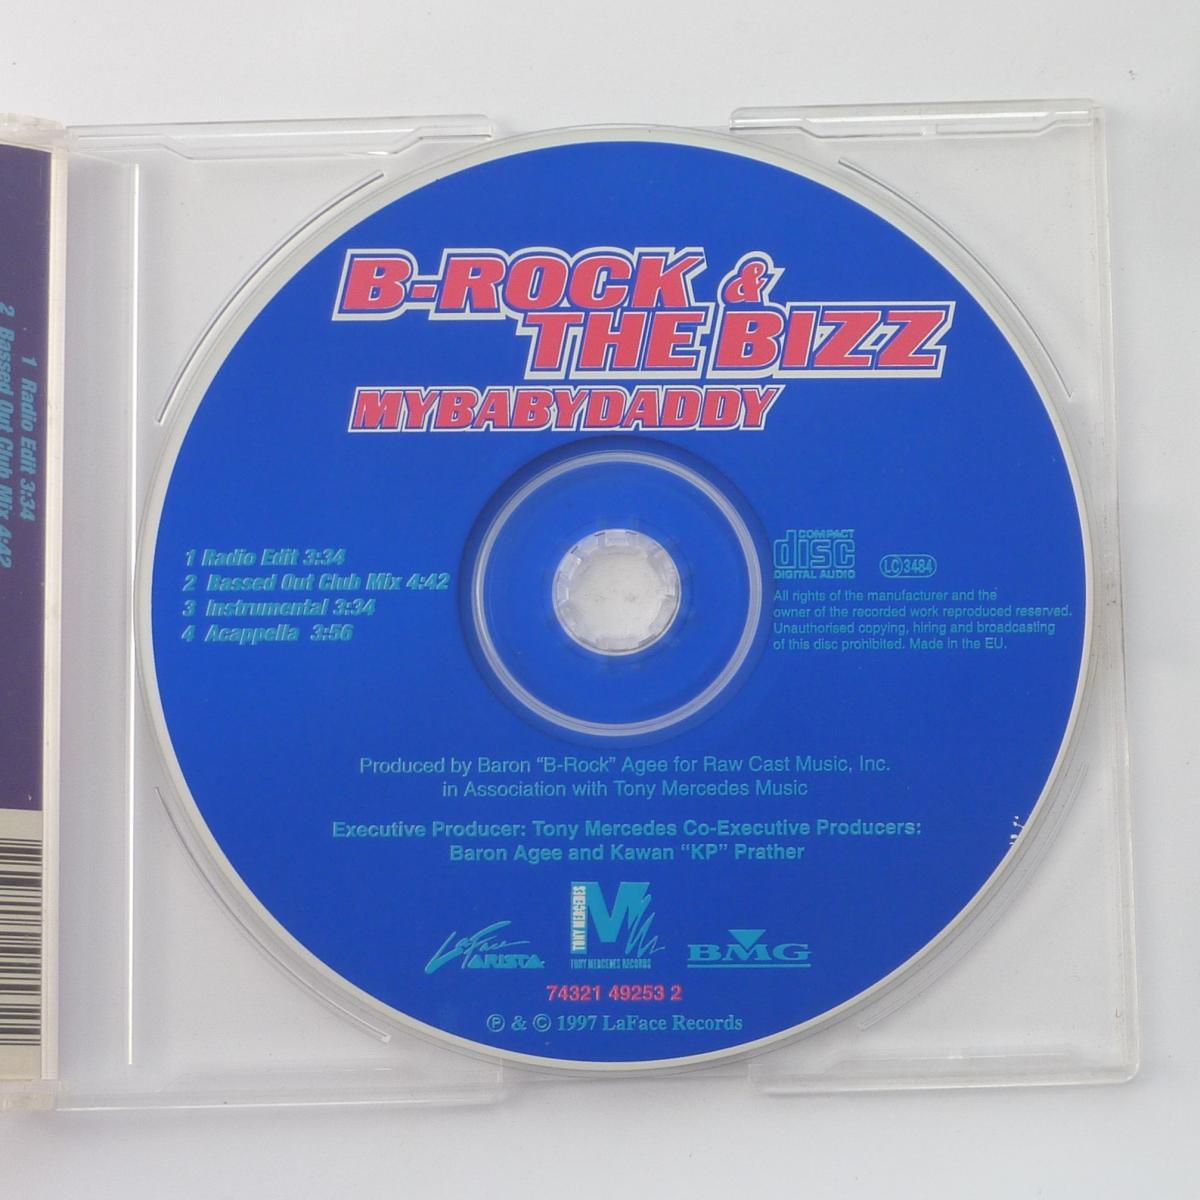 B-ROCK &
THE BIZZ
MYBABYDADDY
1 Radio Edit 3:34
2 Bassed Out Club Mix 4:42
3 Instrumental 3:34
4 Acappella 3:56
COMPACT
disc
DIGITAL AUDIO
LC 3484
All rights of the manufacturer and the
owner of the recorded work reproduced reserved.
Unauthorised copying, hiring and broadcasting
of this disc prohibited. Made in the EU.
Produced by Baron “B-Rock” Agee for Raw Cast Music, Inc.
in Association with Tony Mercedes Music
Executive Producer: Tony Mercedes Co-Executive Producers:
Baron Agee and Kawan “KP” Prather
LaFace
ARISTA
TONY MERCEDES
M
TONY MERCEDES RECORDS
BMG
74321 49253 2
℗ & © 1997 LaFace Records
1 Radio Edit 3:34
2 Bassed Out Club Mix 4:42